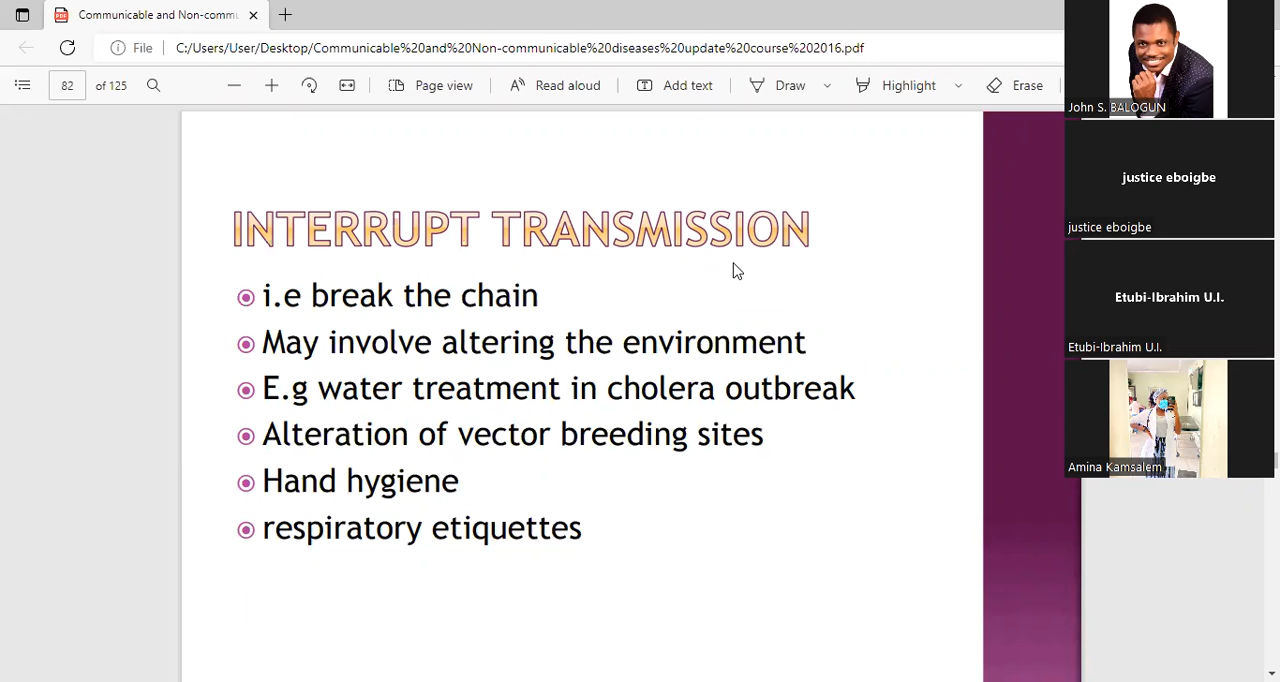 Communicable and Non-commu
File
C:/Users/User/Desktop/Communicable%20and%20Non-communicable%20diseases%20update%20course%202016.pdf
82 of 125
Page view
Read aloud
Add text
Draw
Highlight
Erase
INTERRUPT TRANSMISSION
i.e break the chain
May involve altering the environment
E.g water treatment in cholera outbreak
Alteration of vector breeding sites
Hand hygiene
respiratory etiquettes
John S. BALOGUN
justice eboigbe
justice eboigbe
Etubi-Ibrahim U.I.
Etubi-Ibrahim U.I.
Amina Kamsalem